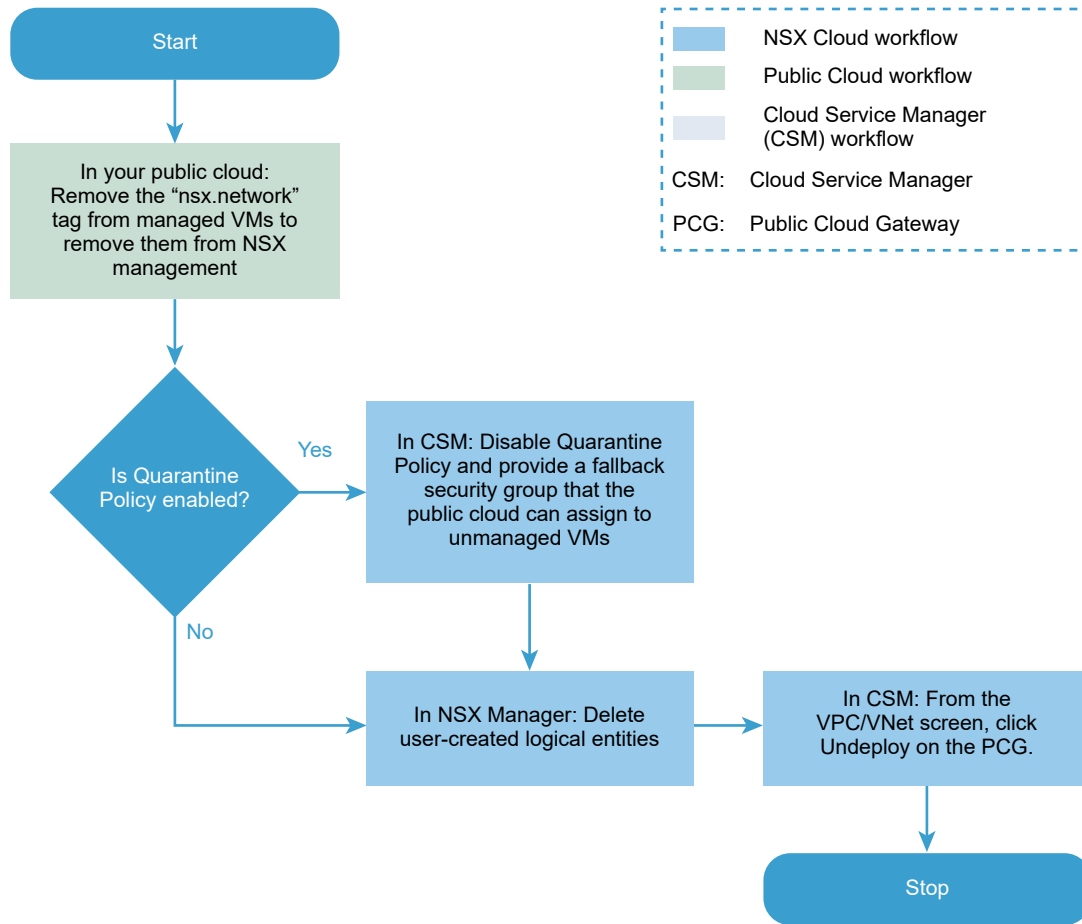 Start
NSX Cloud workflow
Public Cloud workflow
Cloud Service Manager
(CSM) workflow
CSM: Cloud Service Manager
PCG: Public Cloud Gateway
In your public cloud:
Remove the “nsx.network”
tag from managed VMs to
remove them from NSX
management
Is Quarantine
Policy enabled?
Yes
In CSM: Disable Quarantine
Policy and provide a fallback
security group that the
public cloud can assign to
unmanaged VMs
No
In NSX Manager: Delete
user-created logical entities
In CSM: From the
VPC/VNet screen, click
Undeploy on the PCG.
Stop